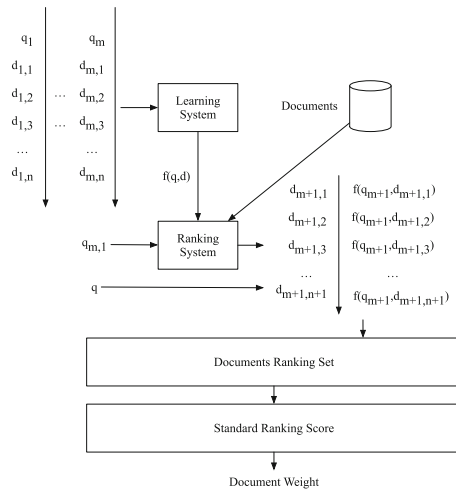 q1 qm
d1,1 dm,1
d1,2 … dm,2
d1,3 … dm,3
… …
d1,n dm,n
Learning System
Documents
f(q,d)
qm,1
Ranking System
q
dm+1,1 f(qm+1,dm+1,1)
dm+1,2 f(qm+1,dm+1,2)
dm+1,3 f(qm+1,dm+1,3)
… …
dm+1,n+1 f(qm+1,dm+1,n+1)
Documents Ranking Set
Standard Ranking Score
Document Weight